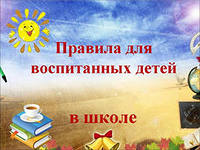 Правила для
воспитанных детей
в школе